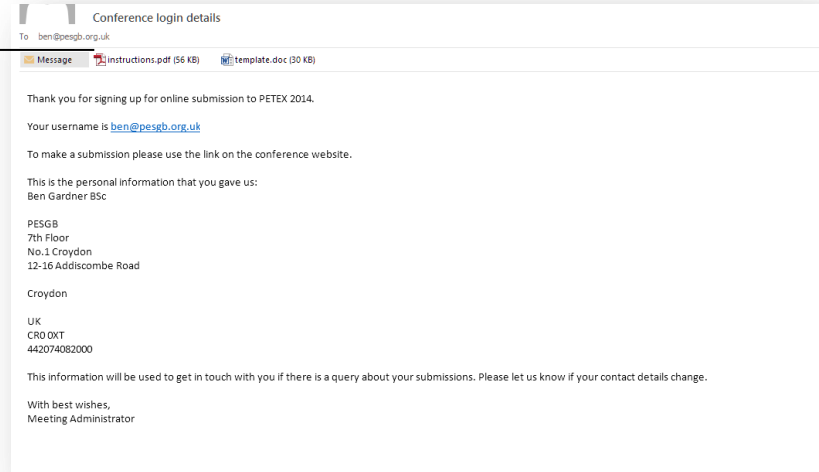 Conference login details
To ben@pesgb.org.uk
Message instructions.pdf (56 KB) template.doc (30 KB)
Thank you for signing up for online submission to PETEX 2014.
Your username is ben@pesgb.org.uk
To make a submission please use the link on the conference website.
This is the personal information that you gave us:
Ben Gardner BSc
PESGB
7th Floor
No.1 Croydon
12-16 Addiscombe Road
Croydon
UK
CR0 0XT
442074082000
This information will be used to get in touch with you if there is a query about your submissions. Please let us know if your contact details change.
With best wishes,
Meeting Administrator